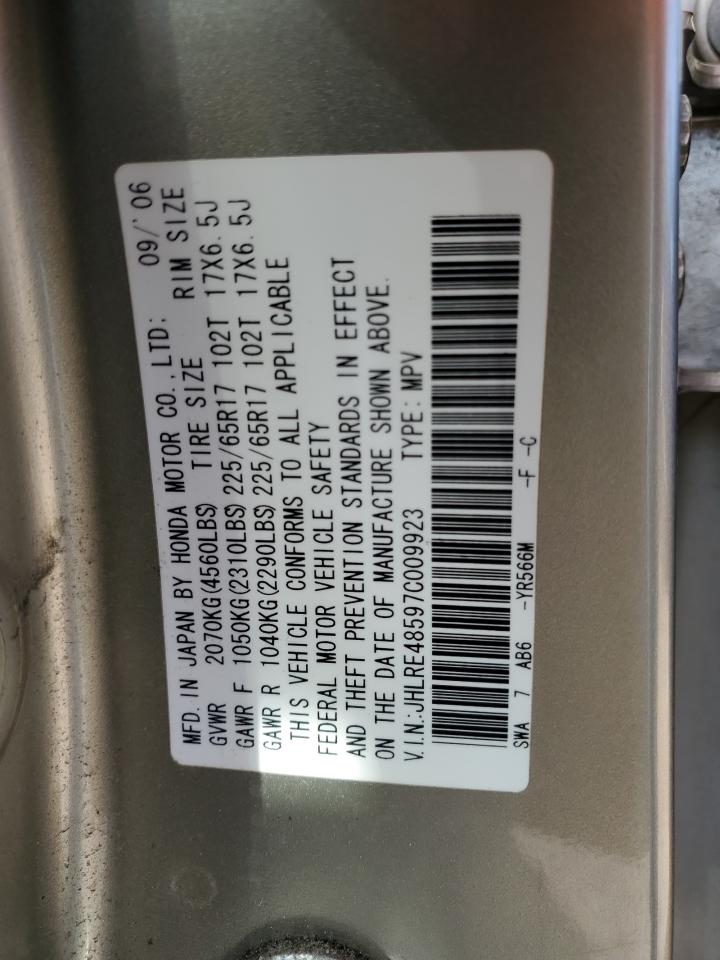 MFD. IN JAPAN BY HONDA MOTOR CO., LTD: 09/'06
GVWR 2070KG(4560LBS) TIRE SIZE RIM SIZE
GAWR F 1050KG(2310LBS) 225/65R17 102T 17X6.5J
GAWR R 1040KG(2290LBS) 225/65R17 102T 17X6.5J
THIS VEHICLE CONFORMS TO ALL APPLICABLE
FEDERAL MOTOR VEHICLE SAFETY
AND THEFT PREVENTION STANDARDS IN EFFECT
ON THE DATE OF MANUFACTURE SHOWN ABOVE.
V.I.N.:JHLRE48597C009923 TYPE: MPV
SWA 7 AB6 -YR566M -F -C